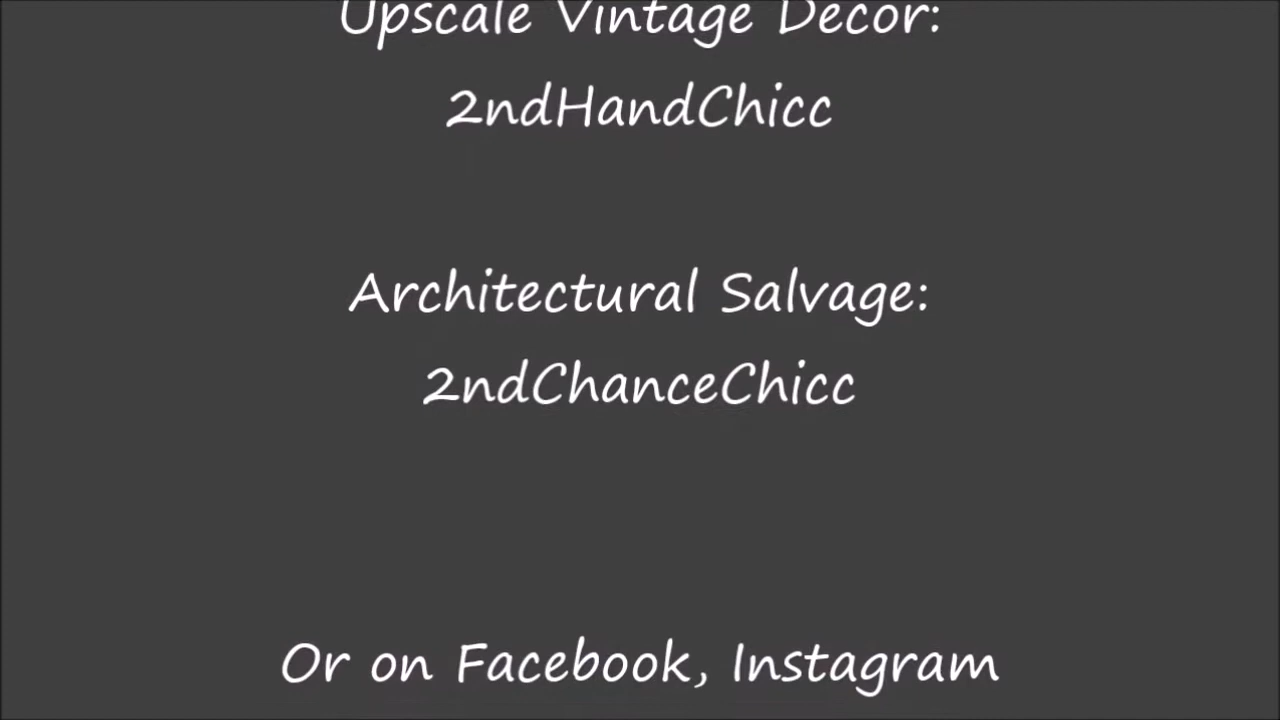 Upscale Vintage Decor:
2ndHandChicc
Architectural Salvage:
2ndChanceChicc
Or on Facebook, Instagram